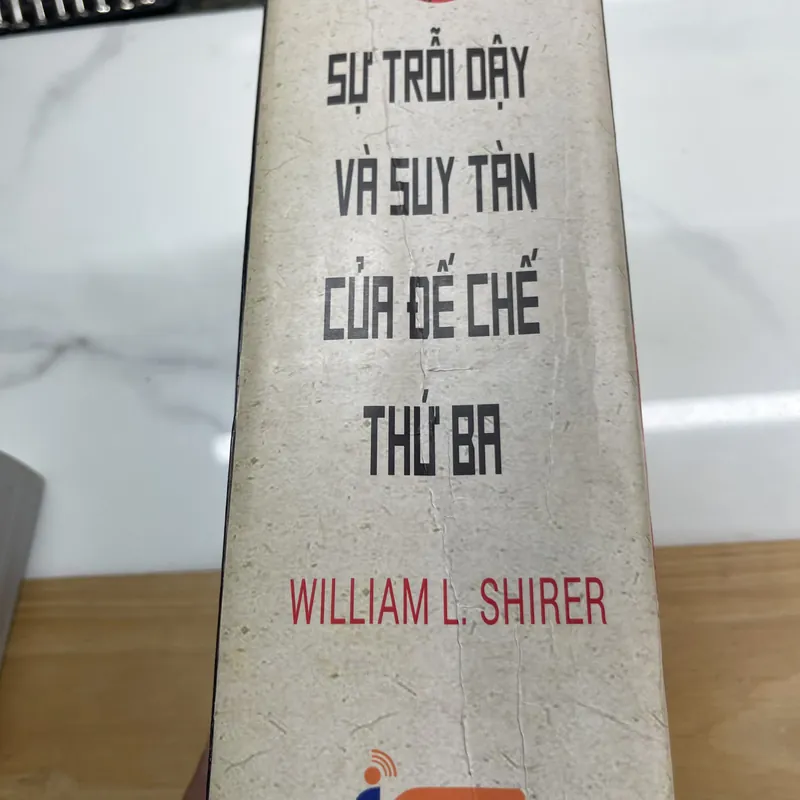 SỰ TRỖI DẬY
VÀ SUY TÀN
CỦA ĐẾ CHẾ
THỨ BA
WILLIAM L. SHIRER